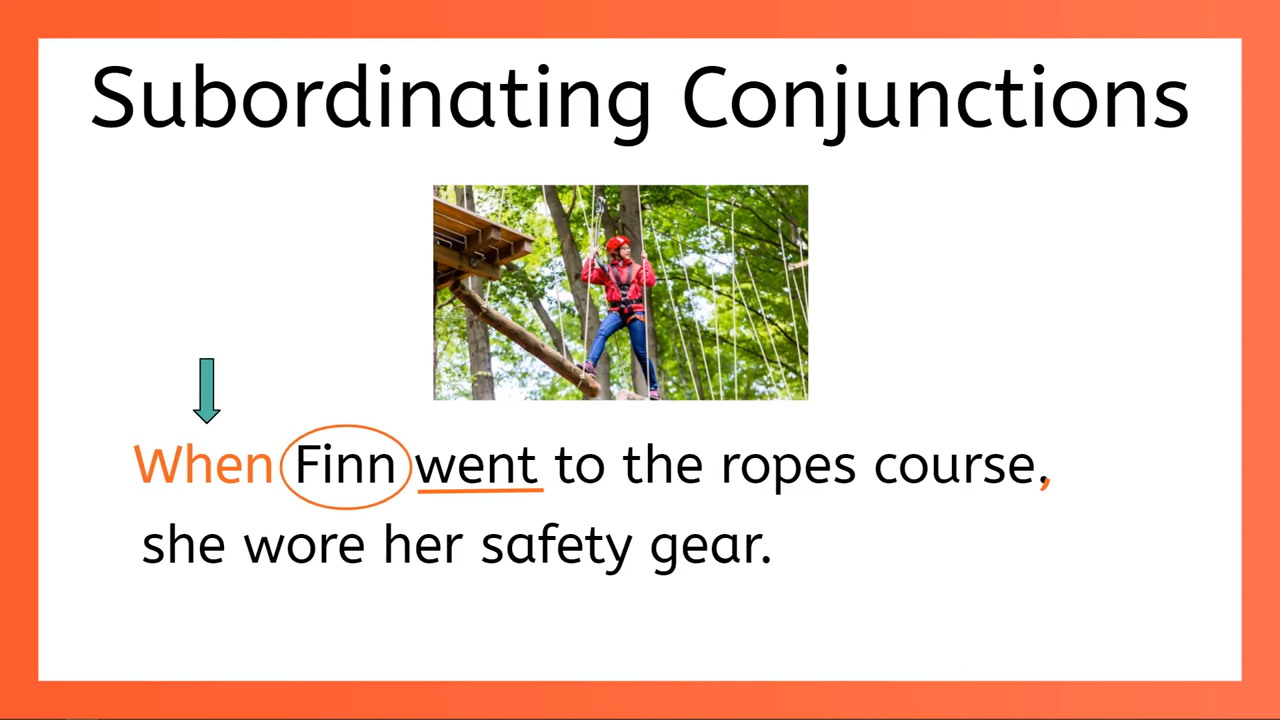 Subordinating Conjunctions
When Finn went to the ropes course,
she wore her safety gear.